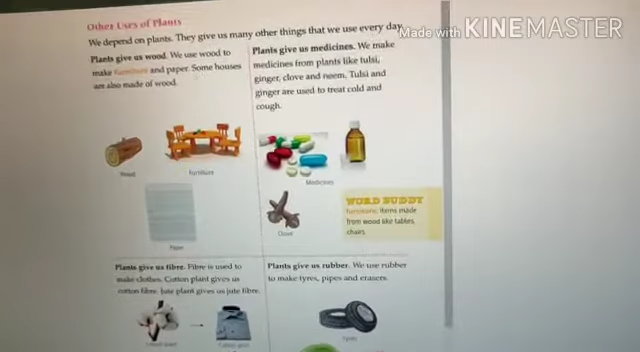 Other Uses of Plants
We depend on plants. They give us many other things that we use every day.
Made with KINEMASTER
Plants give us wood. We use wood to
make furniture and paper. Some houses
are also made of wood.
Plants give us medicines. We make
medicines from plants like tulsi,
ginger, clove and neem. Tulsi and
ginger are used to treat cold and
cough.
Wood
Furniture
Paper
Medicines
Clove
WORD BUDDY
furniture: items made
from wood like tables,
chairs
Plants give us fibre. Fibre is used to
make clothes. Cotton plant gives us
cotton fibre. Jute plant gives us jute fibre.
Plants give us rubber. We use rubber
to make tyres, pipes and erasers.
Cotton plant
Tyres